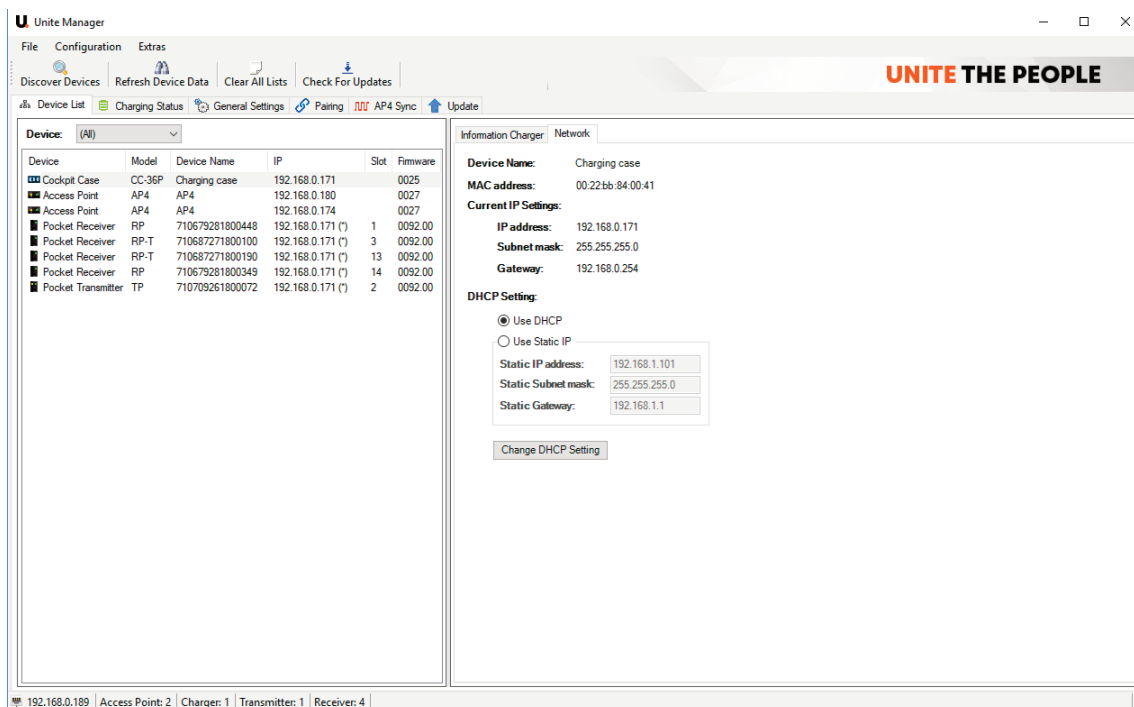 U. Unite Manager
File Configuration Extras
Discover Devices Refresh Device Data Clear All Lists Check For Updates
UNITE THE PEOPLE
Device List Charging Status General Settings Pairing AP4 Sync Update
Device: (All)
Device Model Device Name IP Slot Firmware
Cockpit Case CC-36P Charging case 192.168.0.171 0025
Access Point AP4 AP4 192.168.0.180 0027
Access Point AP4 AP4 192.168.0.174 0027
Pocket Receiver RP 710679281800448 192.168.0.171 (*) 1 0092.00
Pocket Receiver RP-T 710687271800100 192.168.0.171 (*) 3 0092.00
Pocket Receiver RP-T 710687271800190 192.168.0.171 (*) 13 0092.00
Pocket Receiver RP 710679281800349 192.168.0.171 (*) 14 0092.00
Pocket Transmitter TP 710709261800072 192.168.0.171 (*) 2 0092.00
Information Charger Network
Device Name: Charging case
MAC address: 00:22:bb:84:00:41
Current IP Settings:
IP address: 192.168.0.171
Subnet mask: 255.255.255.0
Gateway: 192.168.0.254
DHCP Setting:
Use DHCP
Use Static IP
Static IP address: 192.168.1.101
Static Subnet mask: 255.255.255.0
Static Gateway: 192.168.1.1
Change DHCP Setting
192.168.0.189 Access Point: 2 Charger: 1 Transmitter: 1 Receiver: 4